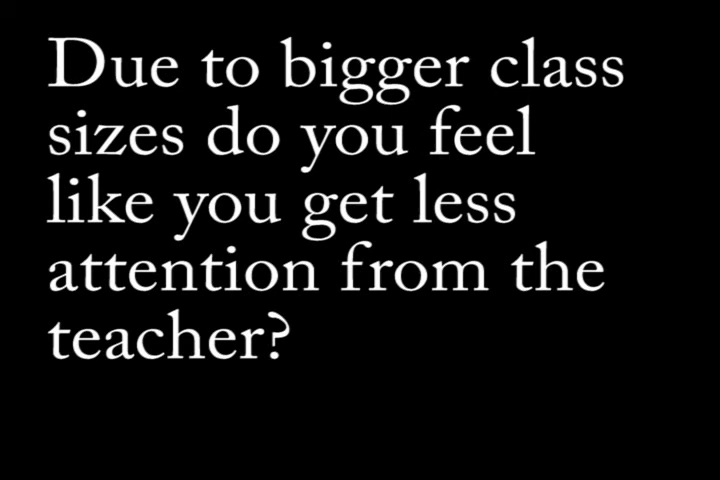 Due to bigger class
sizes do you feel
like you get less
attention from the
teacher?